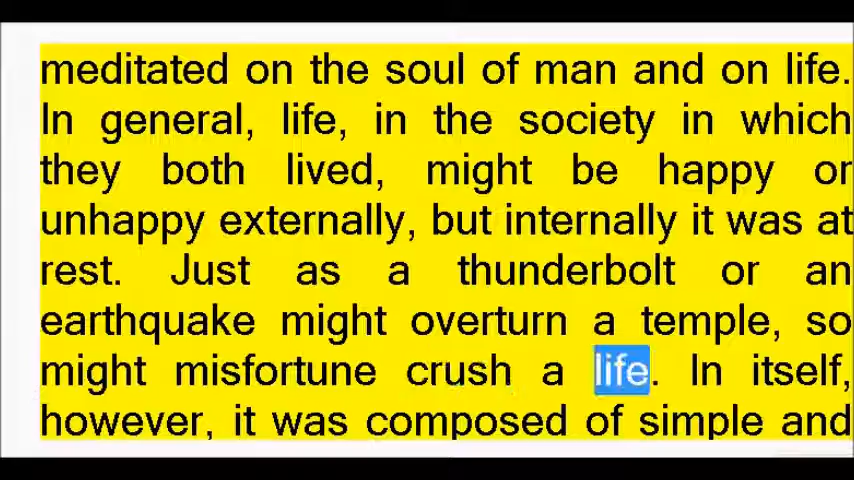 meditated on the soul of man and on life.
In general, life, in the society in which
they both lived, might be happy or
unhappy externally, but internally it was at
rest. Just as a thunderbolt or an
earthquake might overturn a temple, so
might misfortune crush a life. In itself,
however, it was composed of simple and